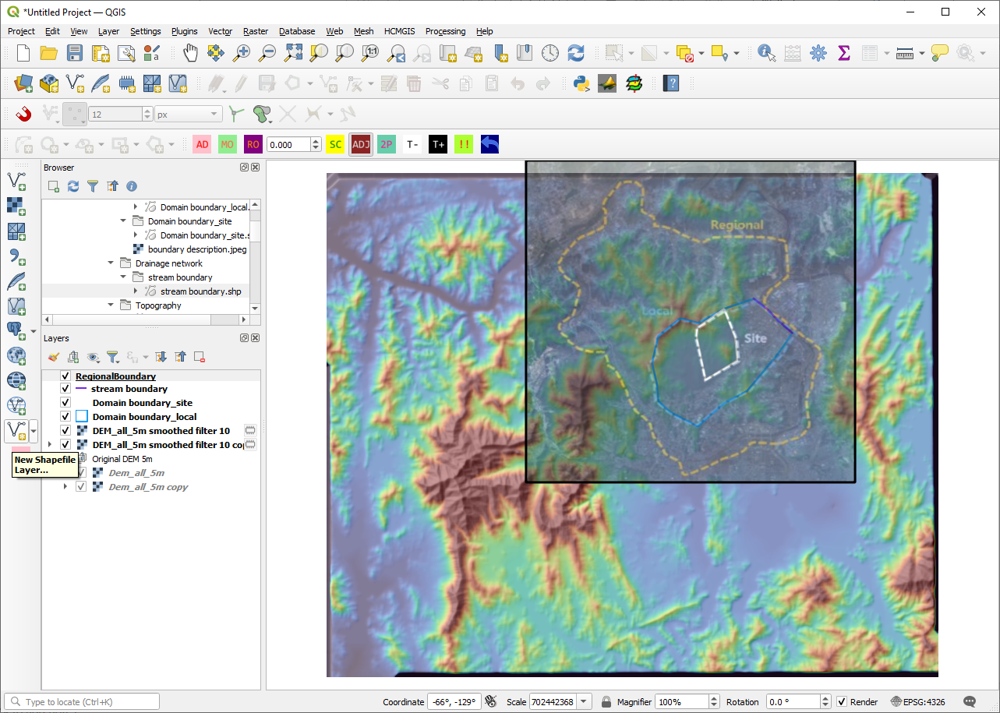 *Untitled Project — QGIS
Project Edit View Layer Settings Plugins Vector Raster Database Web Mesh HCMGIS Processing Help
12 px
AD MO RO 0.000 SC ADJ 2P T- T+ !!
Browser
Domain boundary_local.
Domain boundary_site
Domain boundary_site.s
boundary description.jpeg
Drainage network
stream boundary
stream boundary.shp
Topography
Layers
RegionalBoundary
stream boundary
Domain boundary_site
Domain boundary_local
DEM_all_5m smoothed filter 10
DEM_all_5m smoothed filter 10 cop
Original DEM 5m
Dem_all_5m
Dem_all_5m copy
New Shapefile
Layer...
Regional
Local
Site
Type to locate (Ctrl+K) Coordinate -66°, -129° Scale 702442368 Magnifier 100% Rotation 0.0 ° Render EPSG:4326